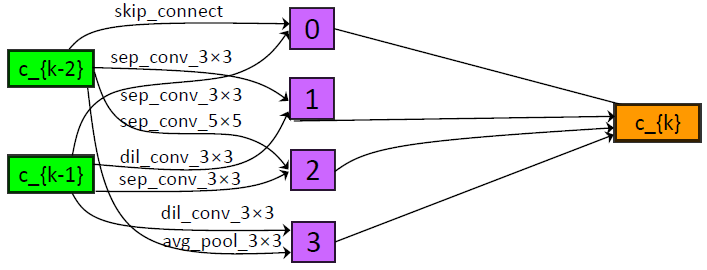 skip_connect
0
c_{k-2}
sep_conv_3×3
1
sep_conv_3×3
sep_conv_5×5
c_{k}
dil_conv_3×3
2
c_{k-1}
sep_conv_3×3
dil_conv_3×3
avg_pool_3×3
3